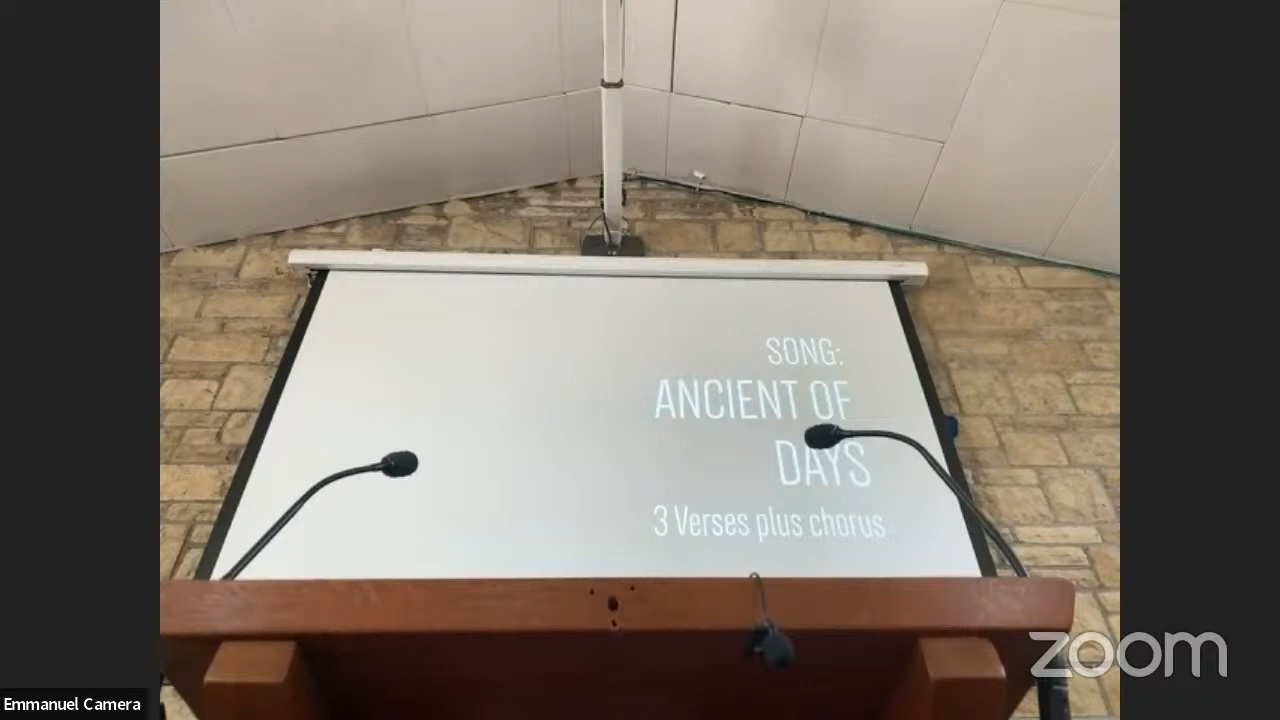 SONG:
ANCIENT OF
DAYS
3 Verses plus chorus
zoom
Emmanuel Camera